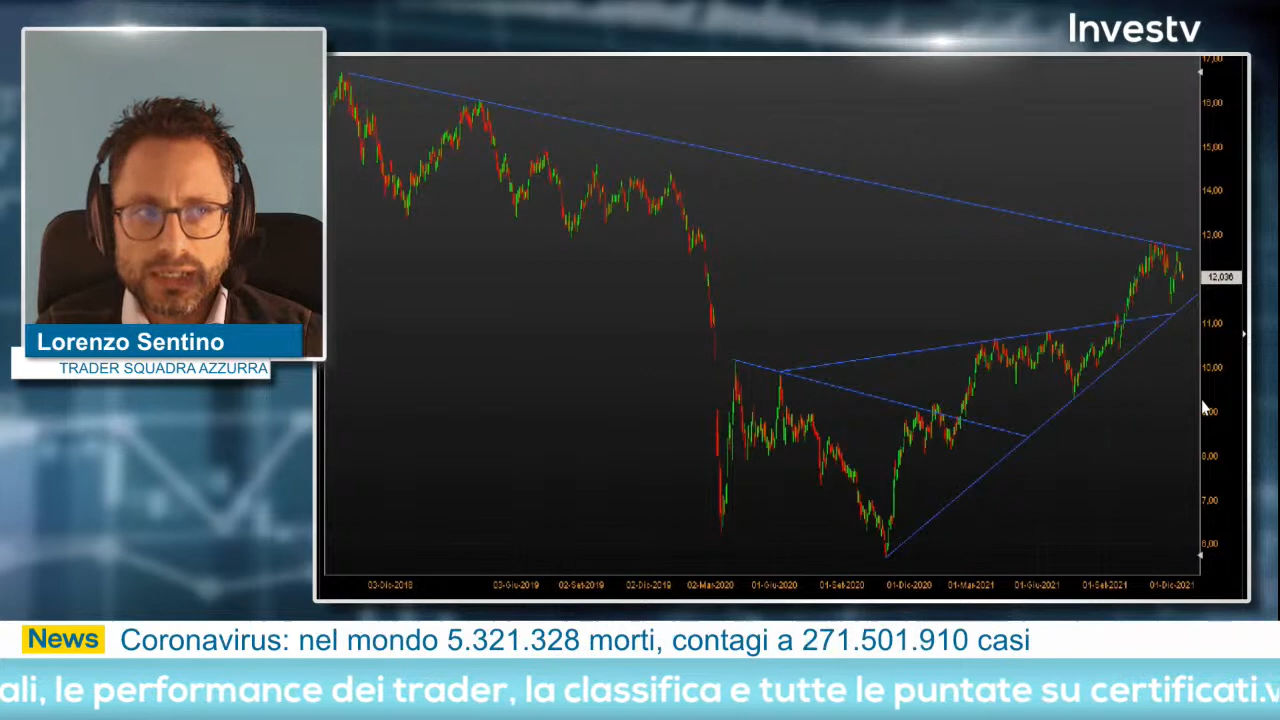 Investv
17,00
16,00
15,00
14,00
13,00
12,036
11,00
10,00
9,00
8,00
7,00
6,00
03-Dic-2018 03-Giu-2019 02-Set-2019 02-Dic-2019 02-Mar-2020 01-Giu-2020 01-Set-2020 01-Dic-2020 01-Mar-2021 01-Giu-2021 01-Set-2021 01-Dic-2021
Lorenzo Sentino
TRADER SQUADRA AZZURRA
News Coronavirus: nel mondo 5.321.328 morti, contagi a 271.501.910 casi
ali, le performance dei trader, la classifica e tutte le puntate su certificati.v